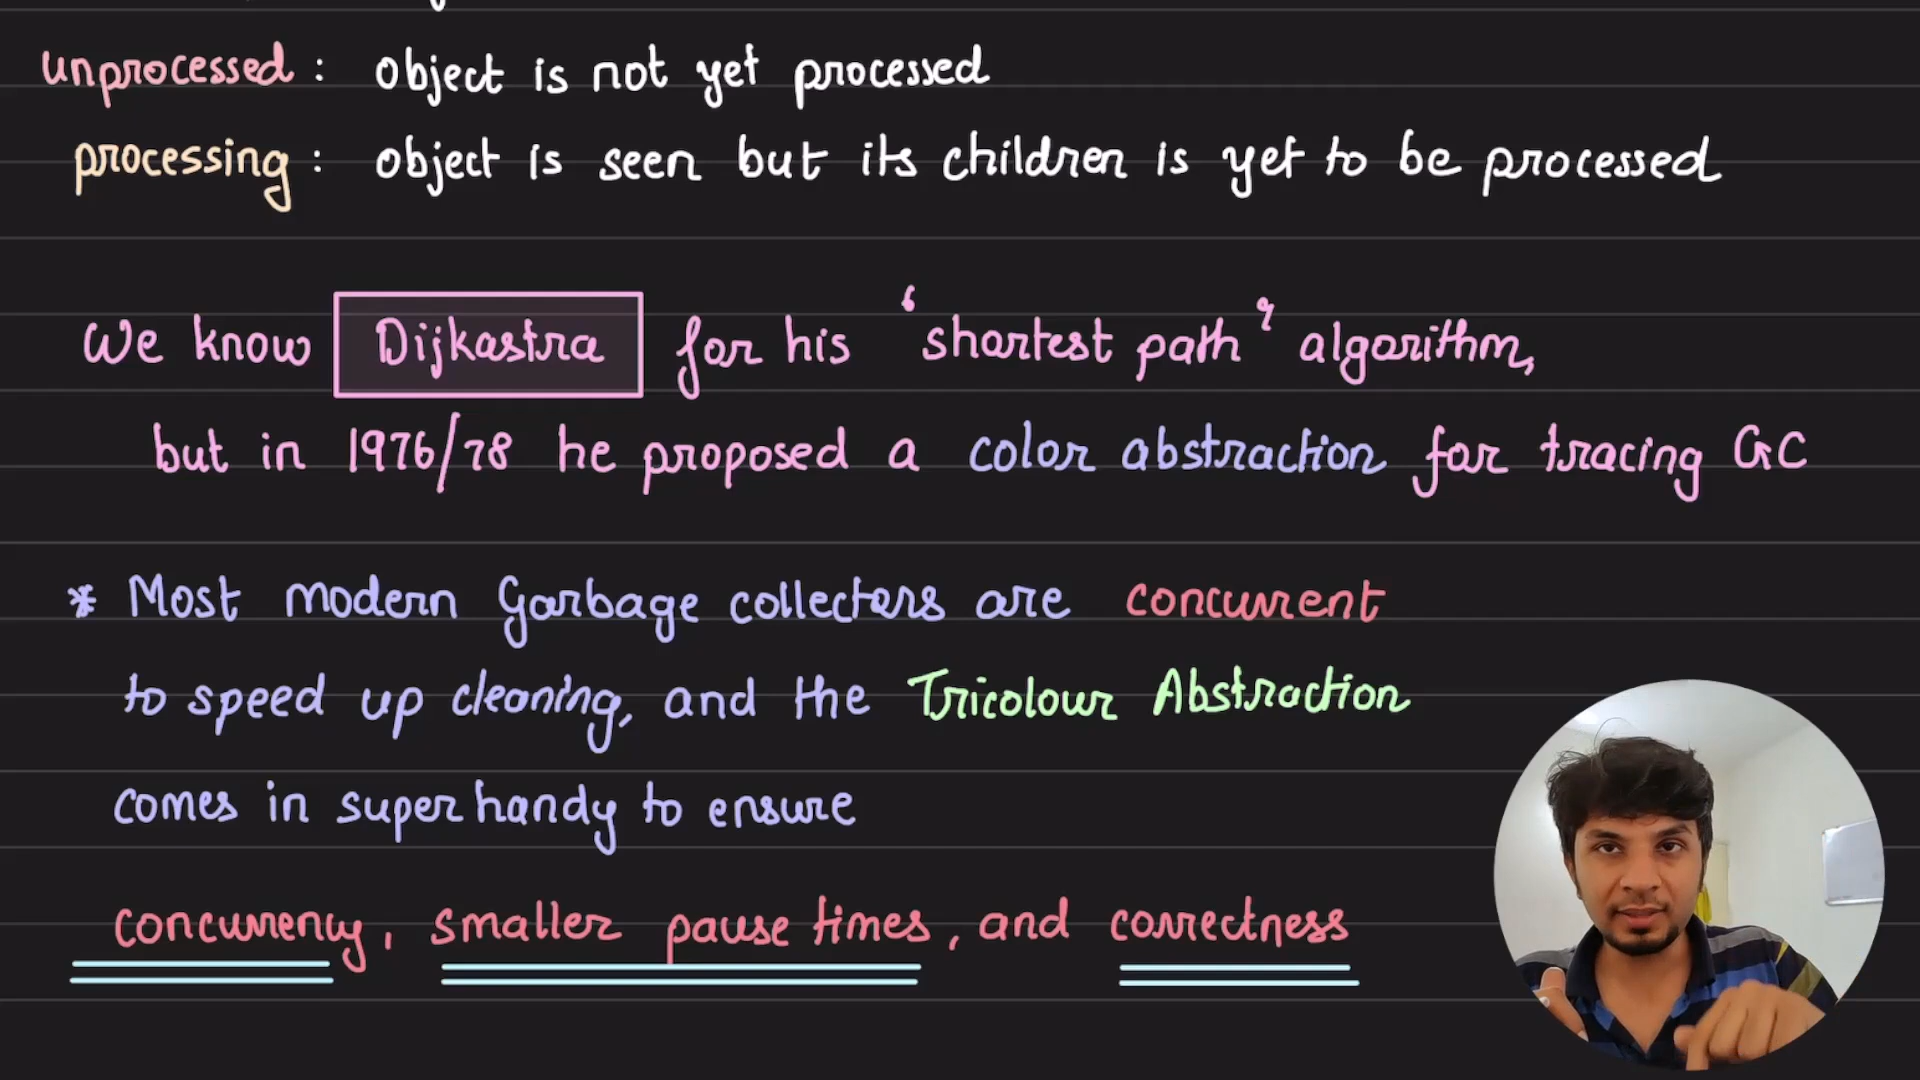 unprocessed : object is not yet processed
processing : object is seen but its children is yet to be processed
We know Dijkastra for his 'shortest path' algorithm,
but in 1976/78 he proposed a color abstraction for tracing GC
* Most modern Garbage collectors are concurrent
to speed up cleaning, and the Tricolour Abstraction
comes in super handy to ensure
concurrency, smaller pause times, and correctness